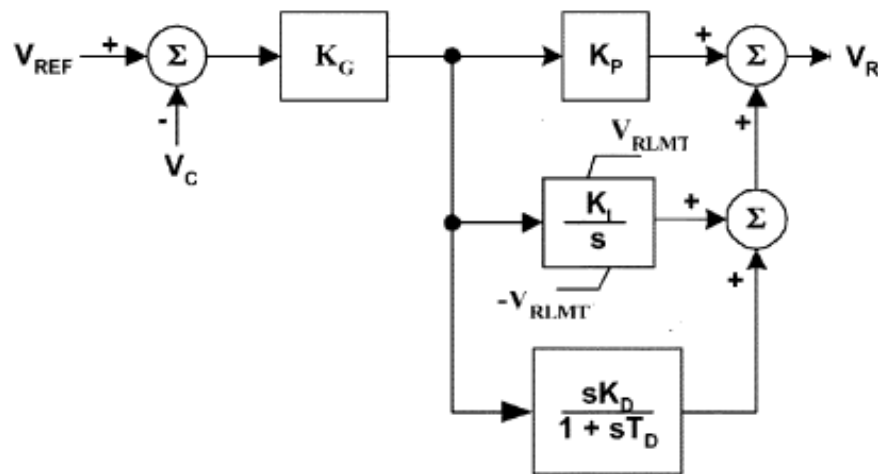 V_REF + Σ K_G K_P + Σ V_R
- +
V_C
V_RLMT
K_I
s
+ Σ
-V_RLMT +
sK_D
1 + sT_D